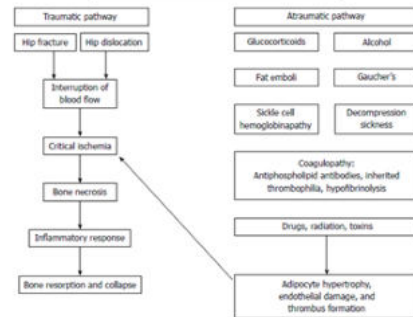 Traumatic pathway
Hip fracture
Hip dislocation
Interruption of
blood flow
Critical ischemia
Bone necrosis
Inflammatory response
Bone resorption and collapse
Atraumatic pathway
Glucocorticoids
Alcohol
Fat emboli
Gaucher's
Sickle cell
hemoglobinapathy
Decompression
sickness
Coagulopathy:
Antiphospholipid antibodies, inherited
thrombophilia, hypofibrinolysis
Drugs, radiation, toxins
Adipocyte hypertrophy,
endothelial damage, and
thrombus formation